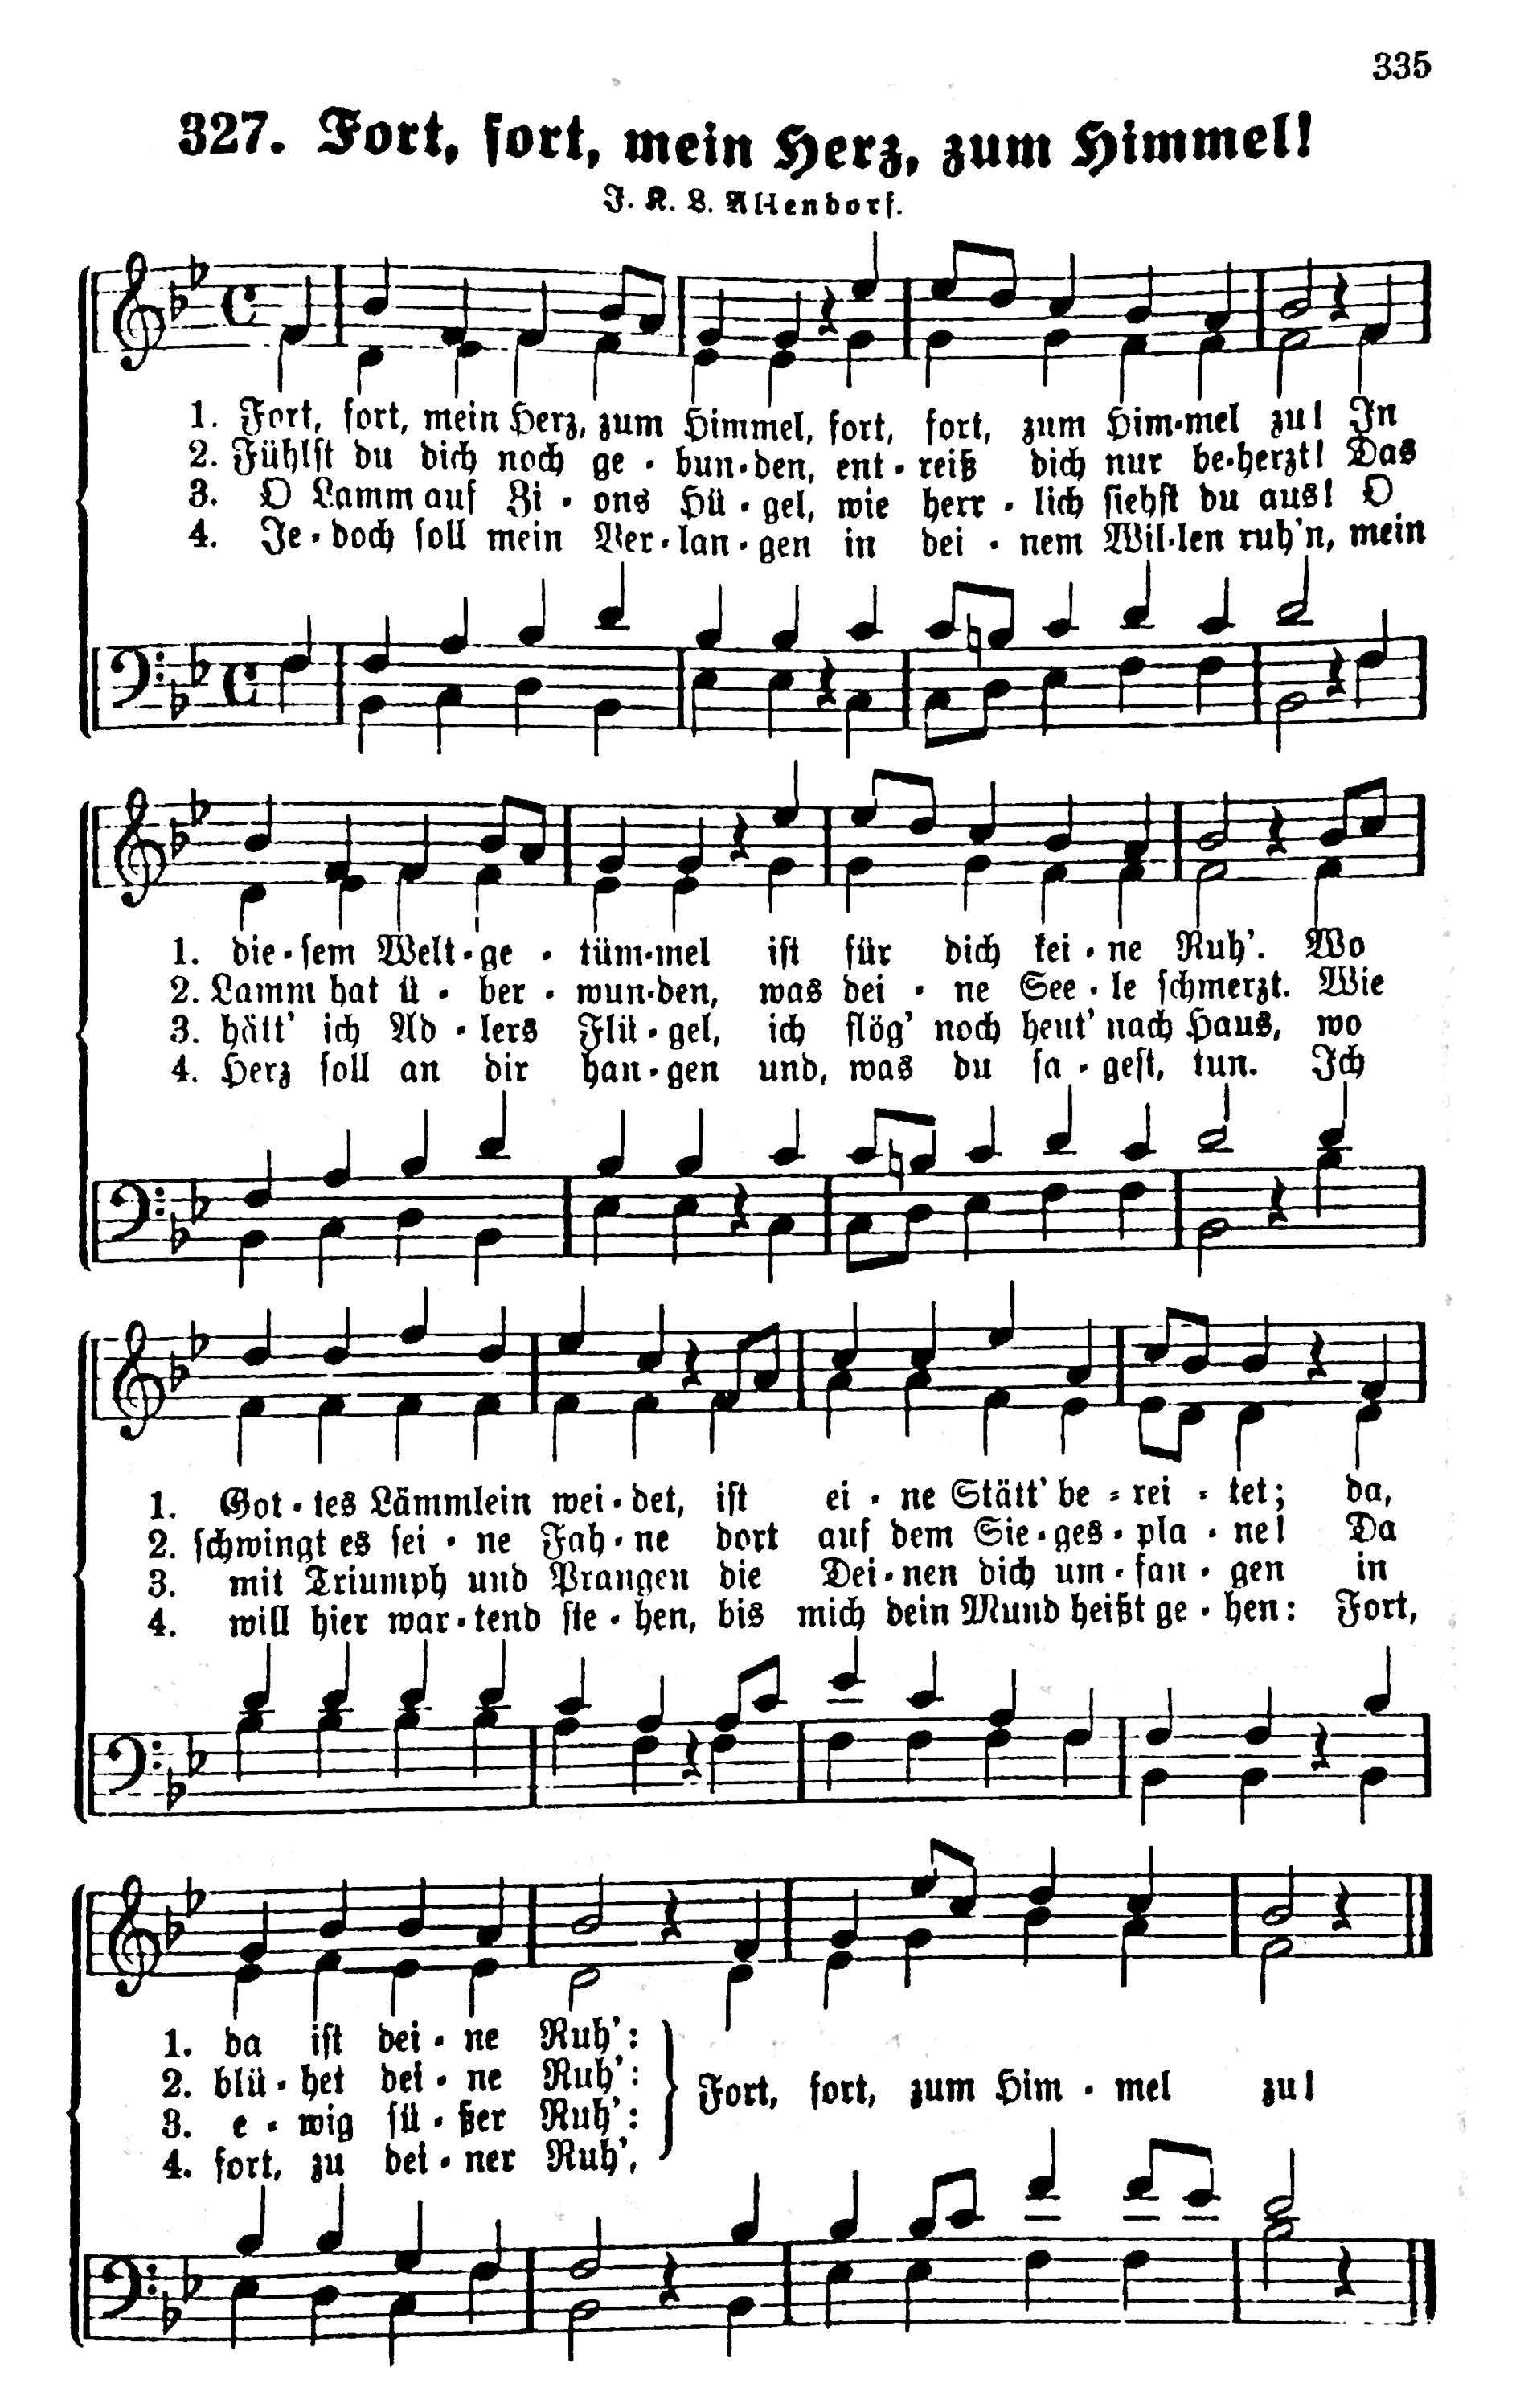 335
327. Fort, fort, mein Herz, zum Himmel!
J. K. L. Allendorf.
1. Fort, fort, mein Herz, zum Himmel, fort, fort, zum Him-mel zu! In
2. Fühlst du dich noch ge-bun-den, ent-reiß dich nur be-herzt! Das
3. O Lamm auf Zi-ons Hü-gel, wie herr-lich siehst du aus! O
4. Je-doch soll mein Ver-lan-gen in dei-nem Wil-len ruh'n, mein
1. die-sem Welt-ge-tüm-mel ist für dich kei-ne Ruh'. Wo
2. Lamm hat ü-ber-wun-den, was dei-ne See-le schmerzt. Wie
3. hätt' ich Ad-lers Flü-gel, ich flög' noch heut' nach Haus, wo
4. Herz soll an dir han-gen und, was du sa-gest, tun. Ich
1. Got-tes Lämmlein wei-det, ist ei-ne Stätt' be-rei-tet; da,
2. schwingt es sei-ne Fah-ne dort auf dem Sie-ges-pla-ne! Da
3. mit Triumph und Prangen die Dei-nen dich um-fan-gen in
4. will hier war-tend ste-hen, bis mich dein Mund heißt ge-hen: Fort,
1. da ist dei-ne Ruh':
2. blü-het dei-ne Ruh':
3. e-wig sü-ßer Ruh':
4. fort, zu dei-ner Ruh',
Fort, fort, zum Him-mel zu!